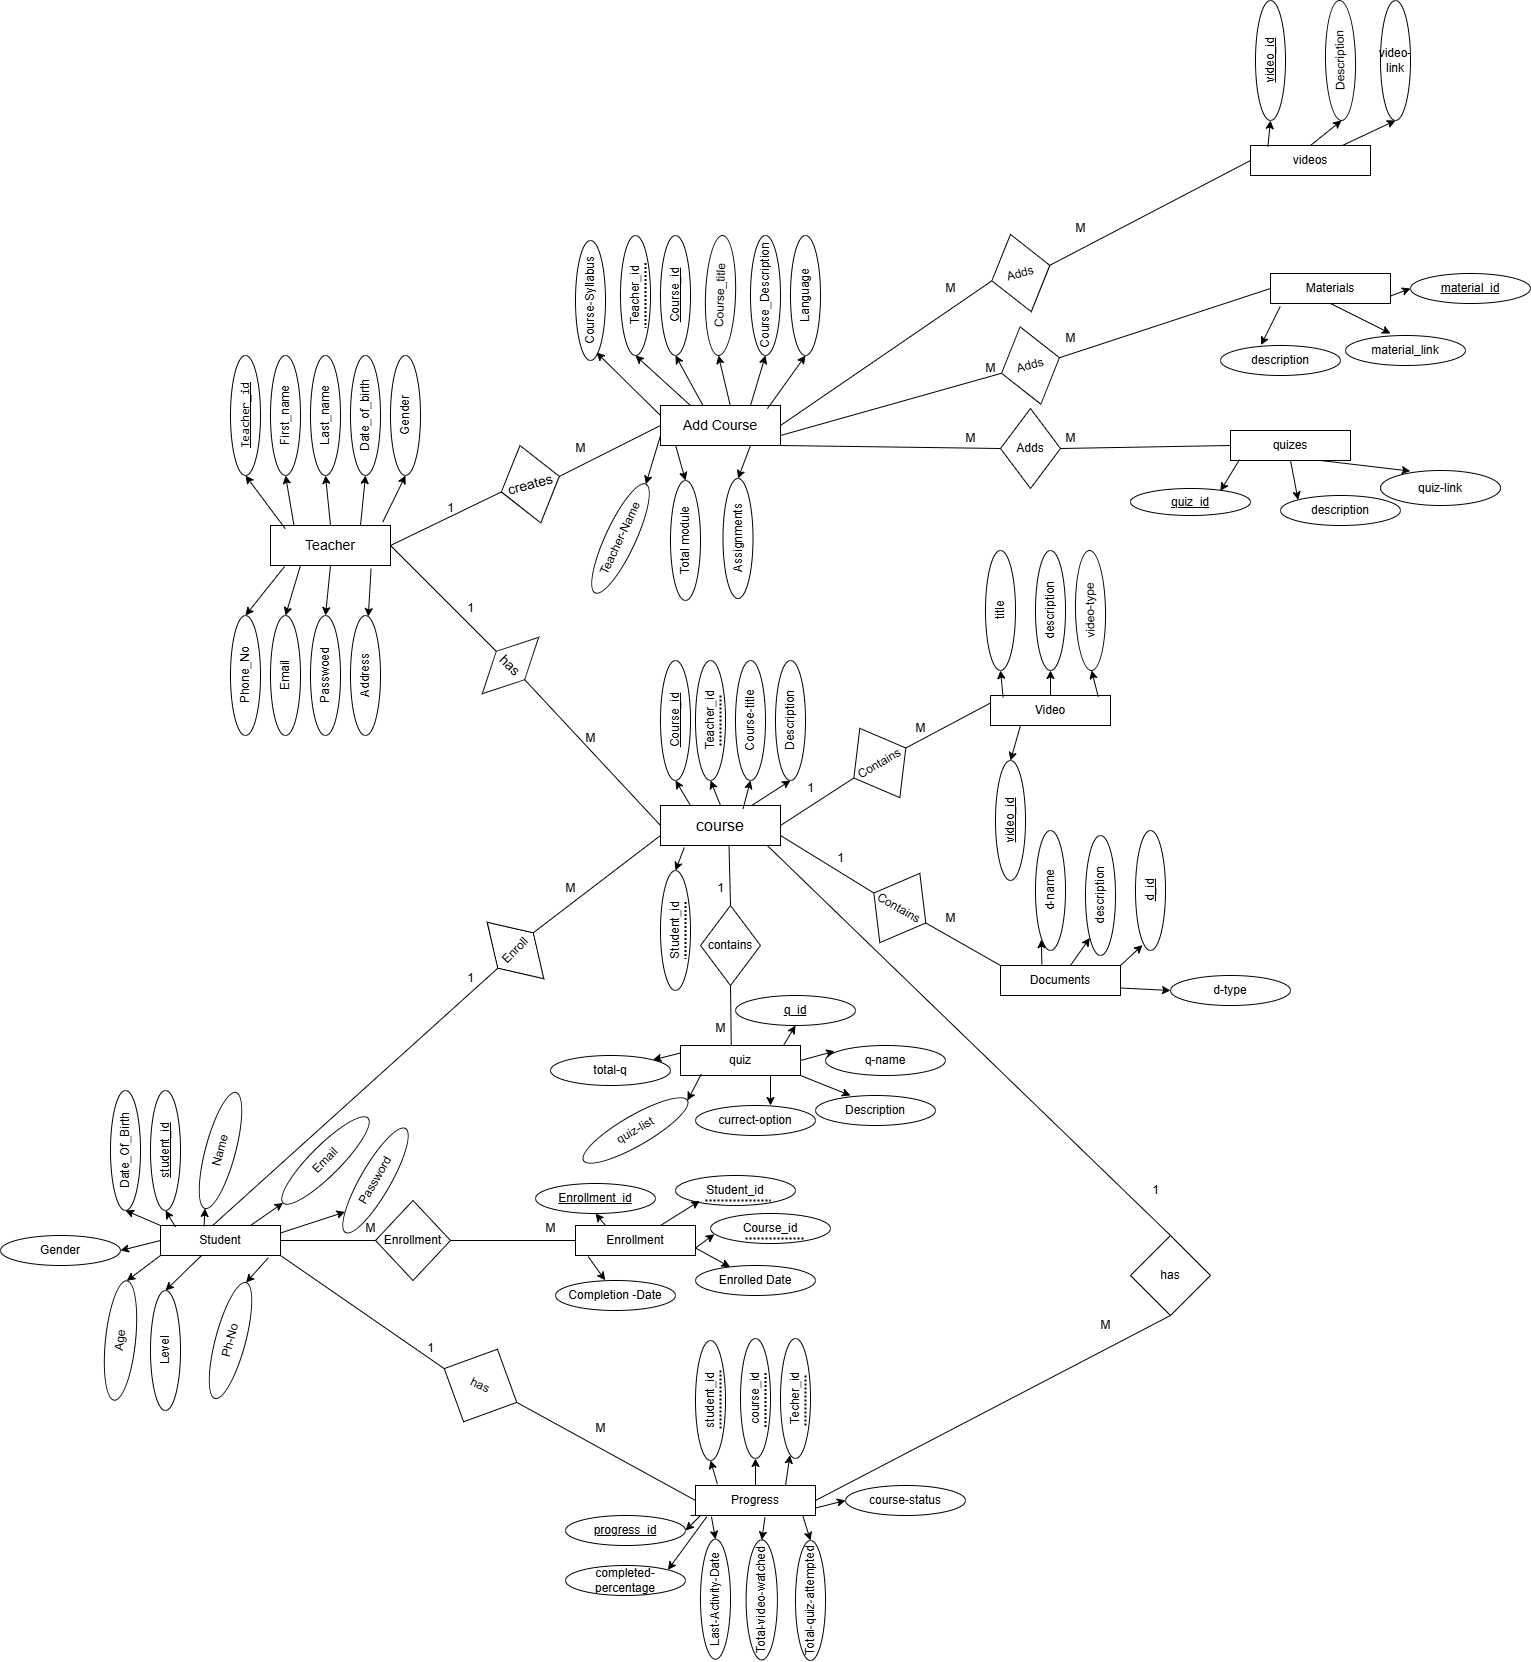 video_id
Description
video-
link
videos
M
Adds
M
Materials
material_id
description
material_link
M
Adds
M
Course-Syllabus
Teacher_id
Course_id
Course_title
Course_Description
Language
Add Course
M
Adds
M
quizes
quiz_id
description
quiz-link
Teacher-Name
Total module
Assignments
M
creates
1
Teacher_id
First_name
Last_name
Date_of_birth
Gender
Teacher
Phone_No
Email
Passwoed
Address
1
has
M
title
description
video-type
Video
video_id
M
Contains
1
Course_id
Teacher_id
Course-title
Description
course
Student_id
1
Contains
M
d-name
description
d_id
Documents
d-type
1
contains
M
q_id
total-q
quiz
q-name
quiz-list
currect-option
Description
M
Enroll
1
Date_Of_Birth
student_id
Name
Email
Password
Gender
Student
Age
Level
Ph-No
M
Enrollment
M
Enrollment_id
Student_id
Enrollment
Course_id
Completion -Date
Enrolled Date
1
has
M
1
has
M
student_id
course_id
Techer_id
Progress
course-status
progress_id
completed-
percentage
Last-Activity-Date
Total-video-watched
Total-quiz-attempted